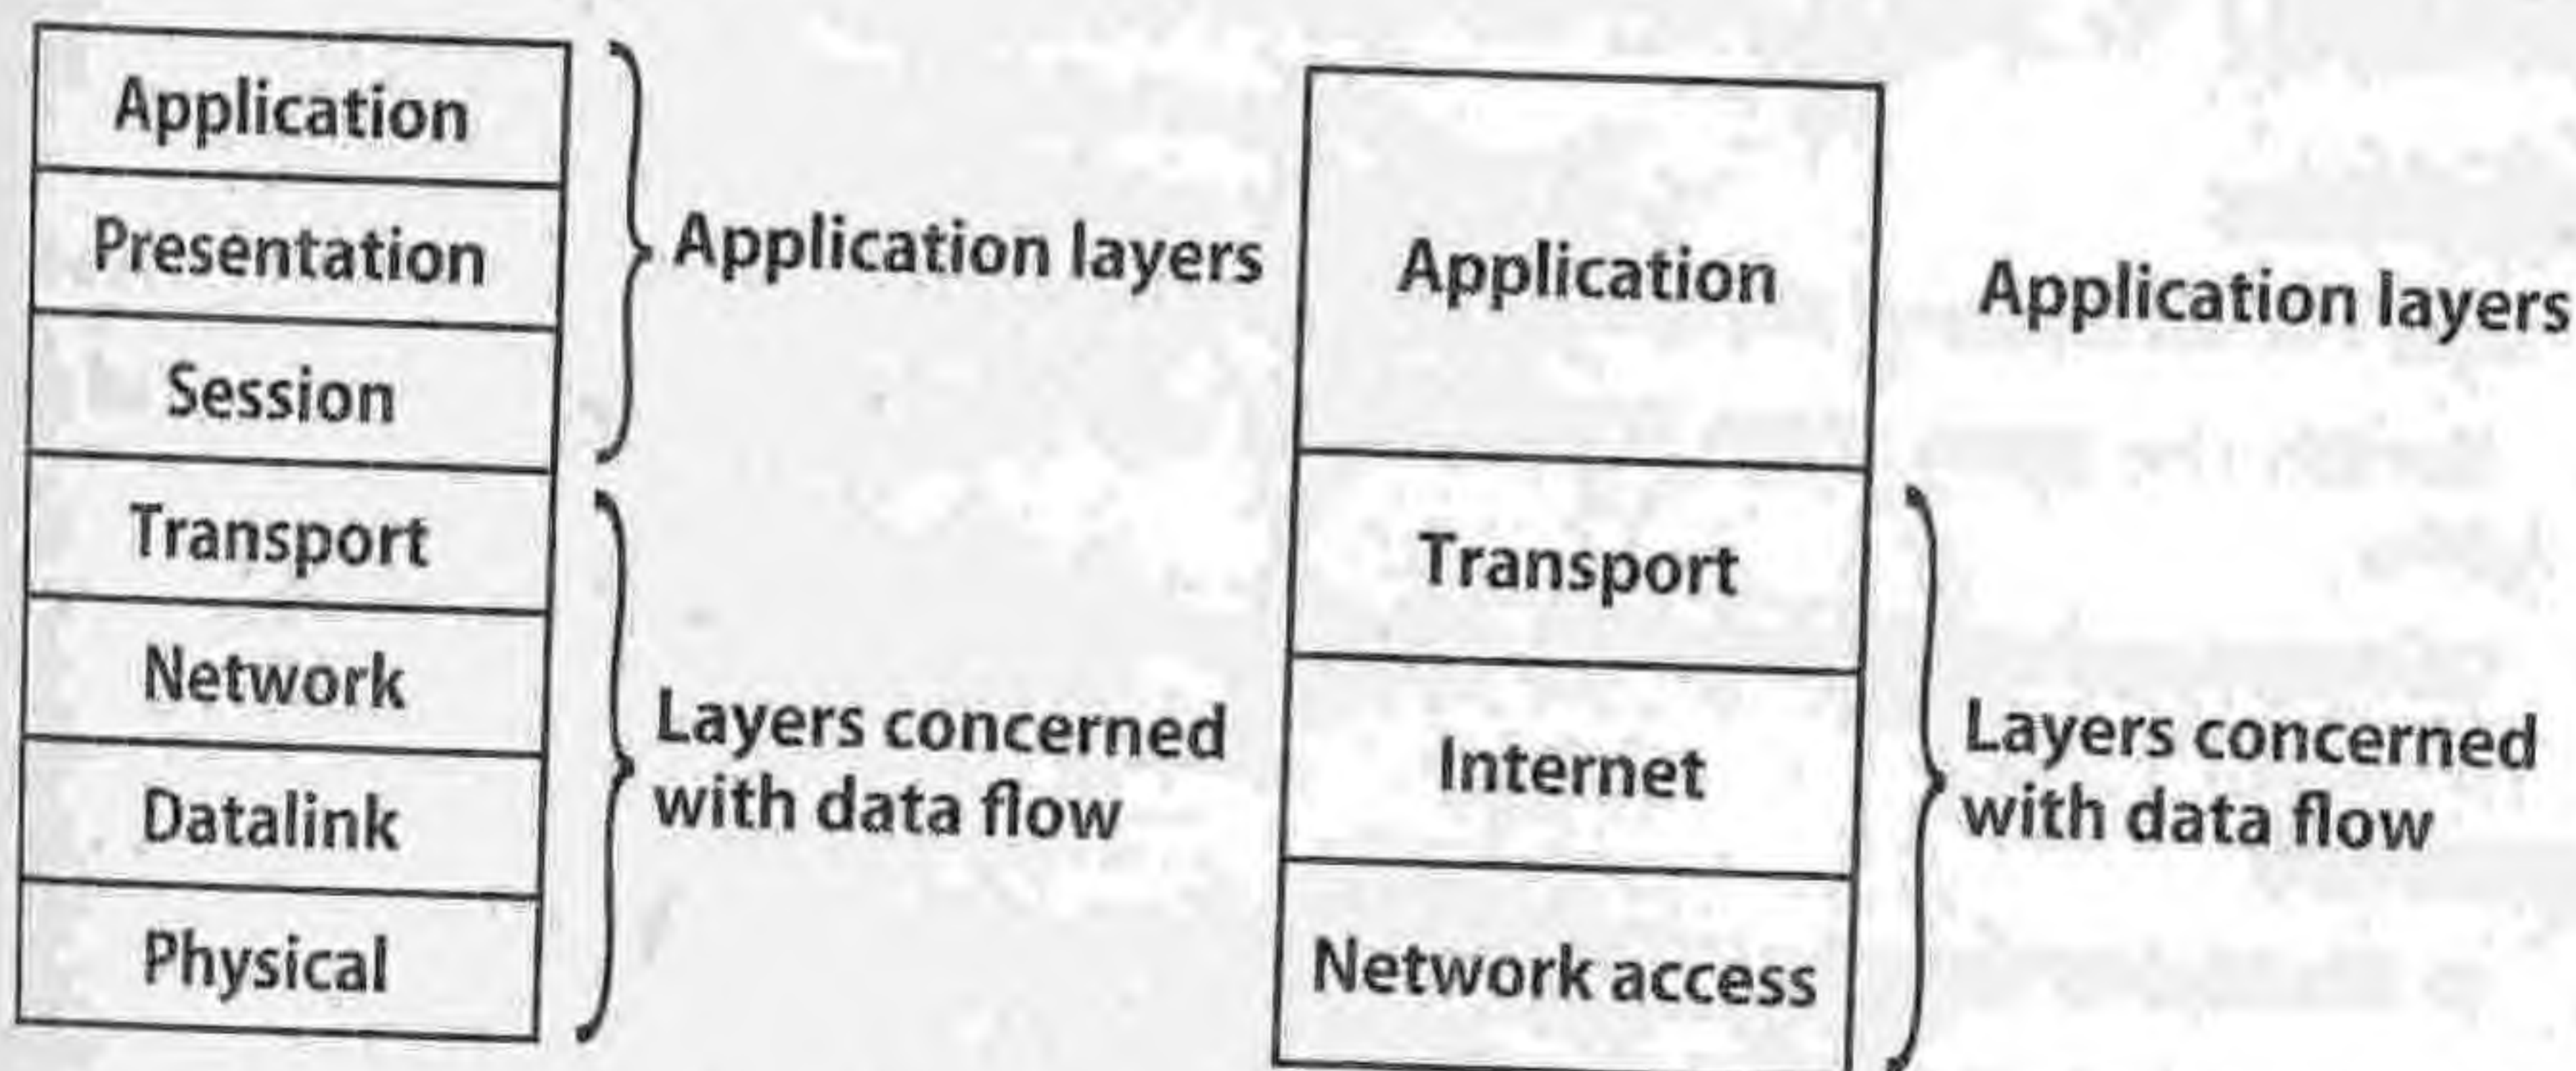 Application
Presentation
Session
Transport
Network
Datalink
Physical
Application layers
Layers concerned
with data flow
Application
Transport
Internet
Network access
Application layers
Layers concerned
with data flow